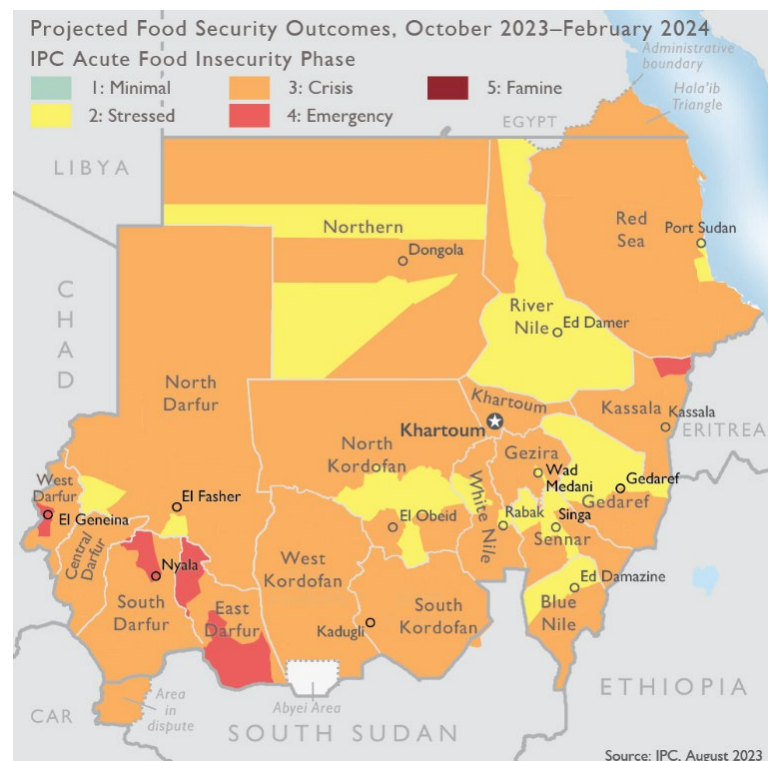 Projected Food Security Outcomes, October 2023–February 2024
IPC Acute Food Insecurity Phase
1: Minimal
3: Crisis
5: Famine
2: Stressed
4: Emergency
Administrative
boundary
Hala'ib
Triangle
EGYPT
LIBYA
Northern
Red
Sea
Port Sudan
Dongola
CHAD
River
Nile
Ed Damer
North
Darfur
Khartoum
Khartoum
Kassala
Kassala
ERITREA
North
Kordofan
Gezira
Wad
Medani
West
Darfur
El Geneina
El Fasher
White Nile
Gedaref
Gedaref
El Obeid
Rabak
Singa
Sennar
Central
Darfur
Nyala
West
Kordofan
Ed Damazine
Blue
Nile
South
Darfur
East
Darfur
Kadugli
South
Kordofan
Area
in
dispute
Abyei Area
ETHIOPIA
CAR
SOUTH SUDAN
Source: IPC, August 2023